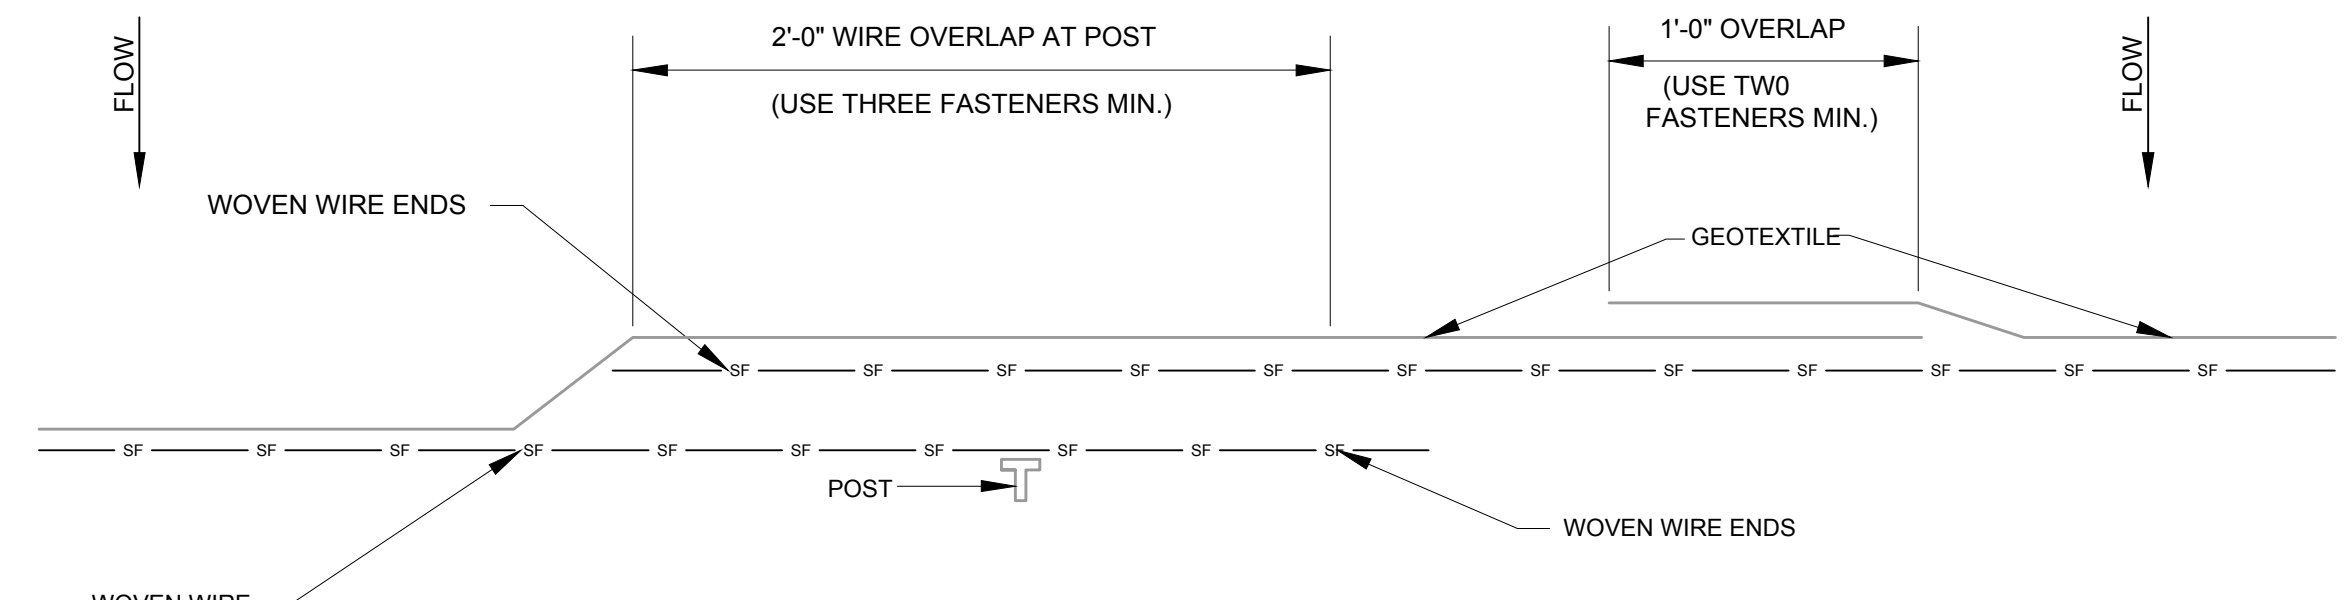 FLOW
2'-0" WIRE OVERLAP AT POST
(USE THREE FASTENERS MIN.)
1'-0" OVERLAP
(USE TW0
FASTENERS MIN.)
FLOW
WOVEN WIRE ENDS
GEOTEXTILE
SF SF SF SF SF SF SF SF SF SF SF SF
SF SF SF SF SF SF SF SF SF SF
POST
WOVEN WIRE ENDS
WOVEN WIRE